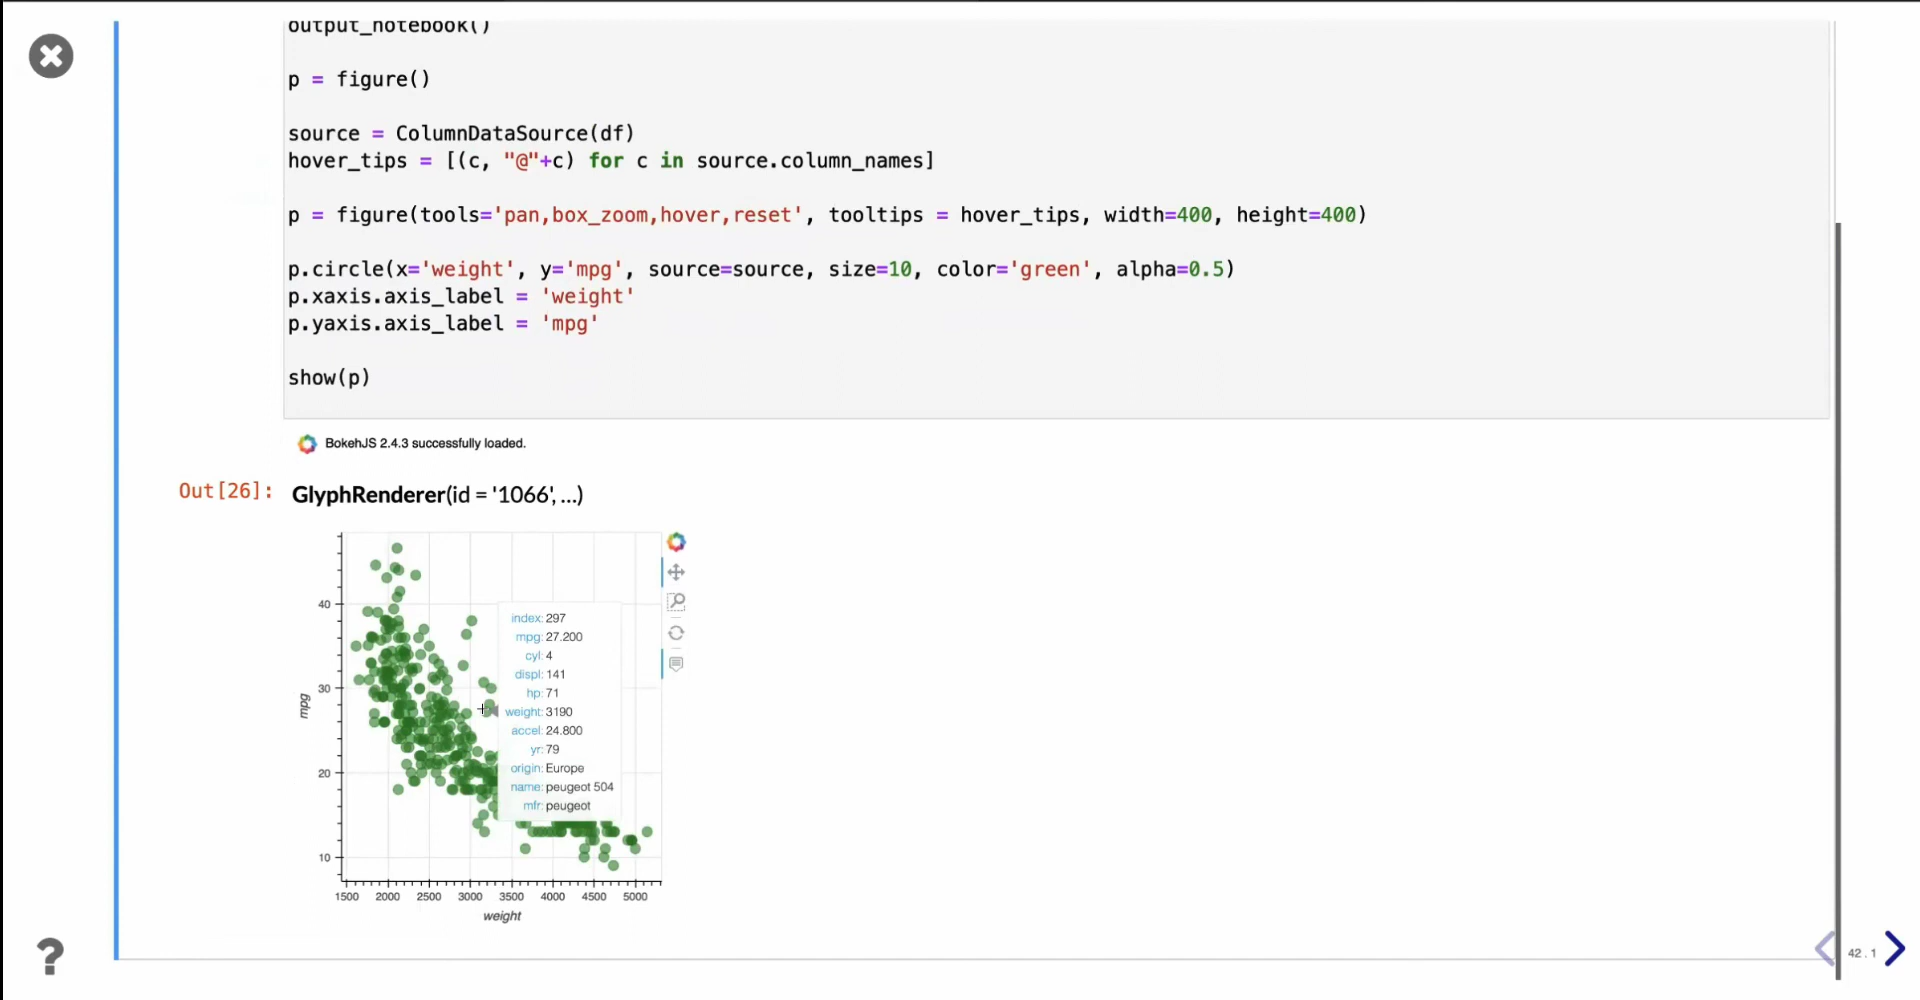 output_notebook()
p = figure()
source = ColumnDataSource(df)
hover_tips = [(c, "@"+c) for c in source.column_names]
p = figure(tools='pan,box_zoom,hover,reset', tooltips = hover_tips, width=400, height=400)
p.circle(x='weight', y='mpg', source=source, size=10, color='green', alpha=0.5)
p.xaxis.axis_label = 'weight'
p.yaxis.axis_label = 'mpg'
show(p)
BokehJS 2.4.3 successfully loaded.
Out[26]: GlyphRenderer(id = '1066', ...)
40
30
20
10
mpg
index: 297
mpg: 27.200
cyl: 4
displ: 141
hp: 71
weight: 3190
accel: 24.800
yr: 79
origin: Europe
name: peugeot 504
mfr: peugeot
1500 2000 2500 3000 3500 4000 4500 5000
weight
?
42.1